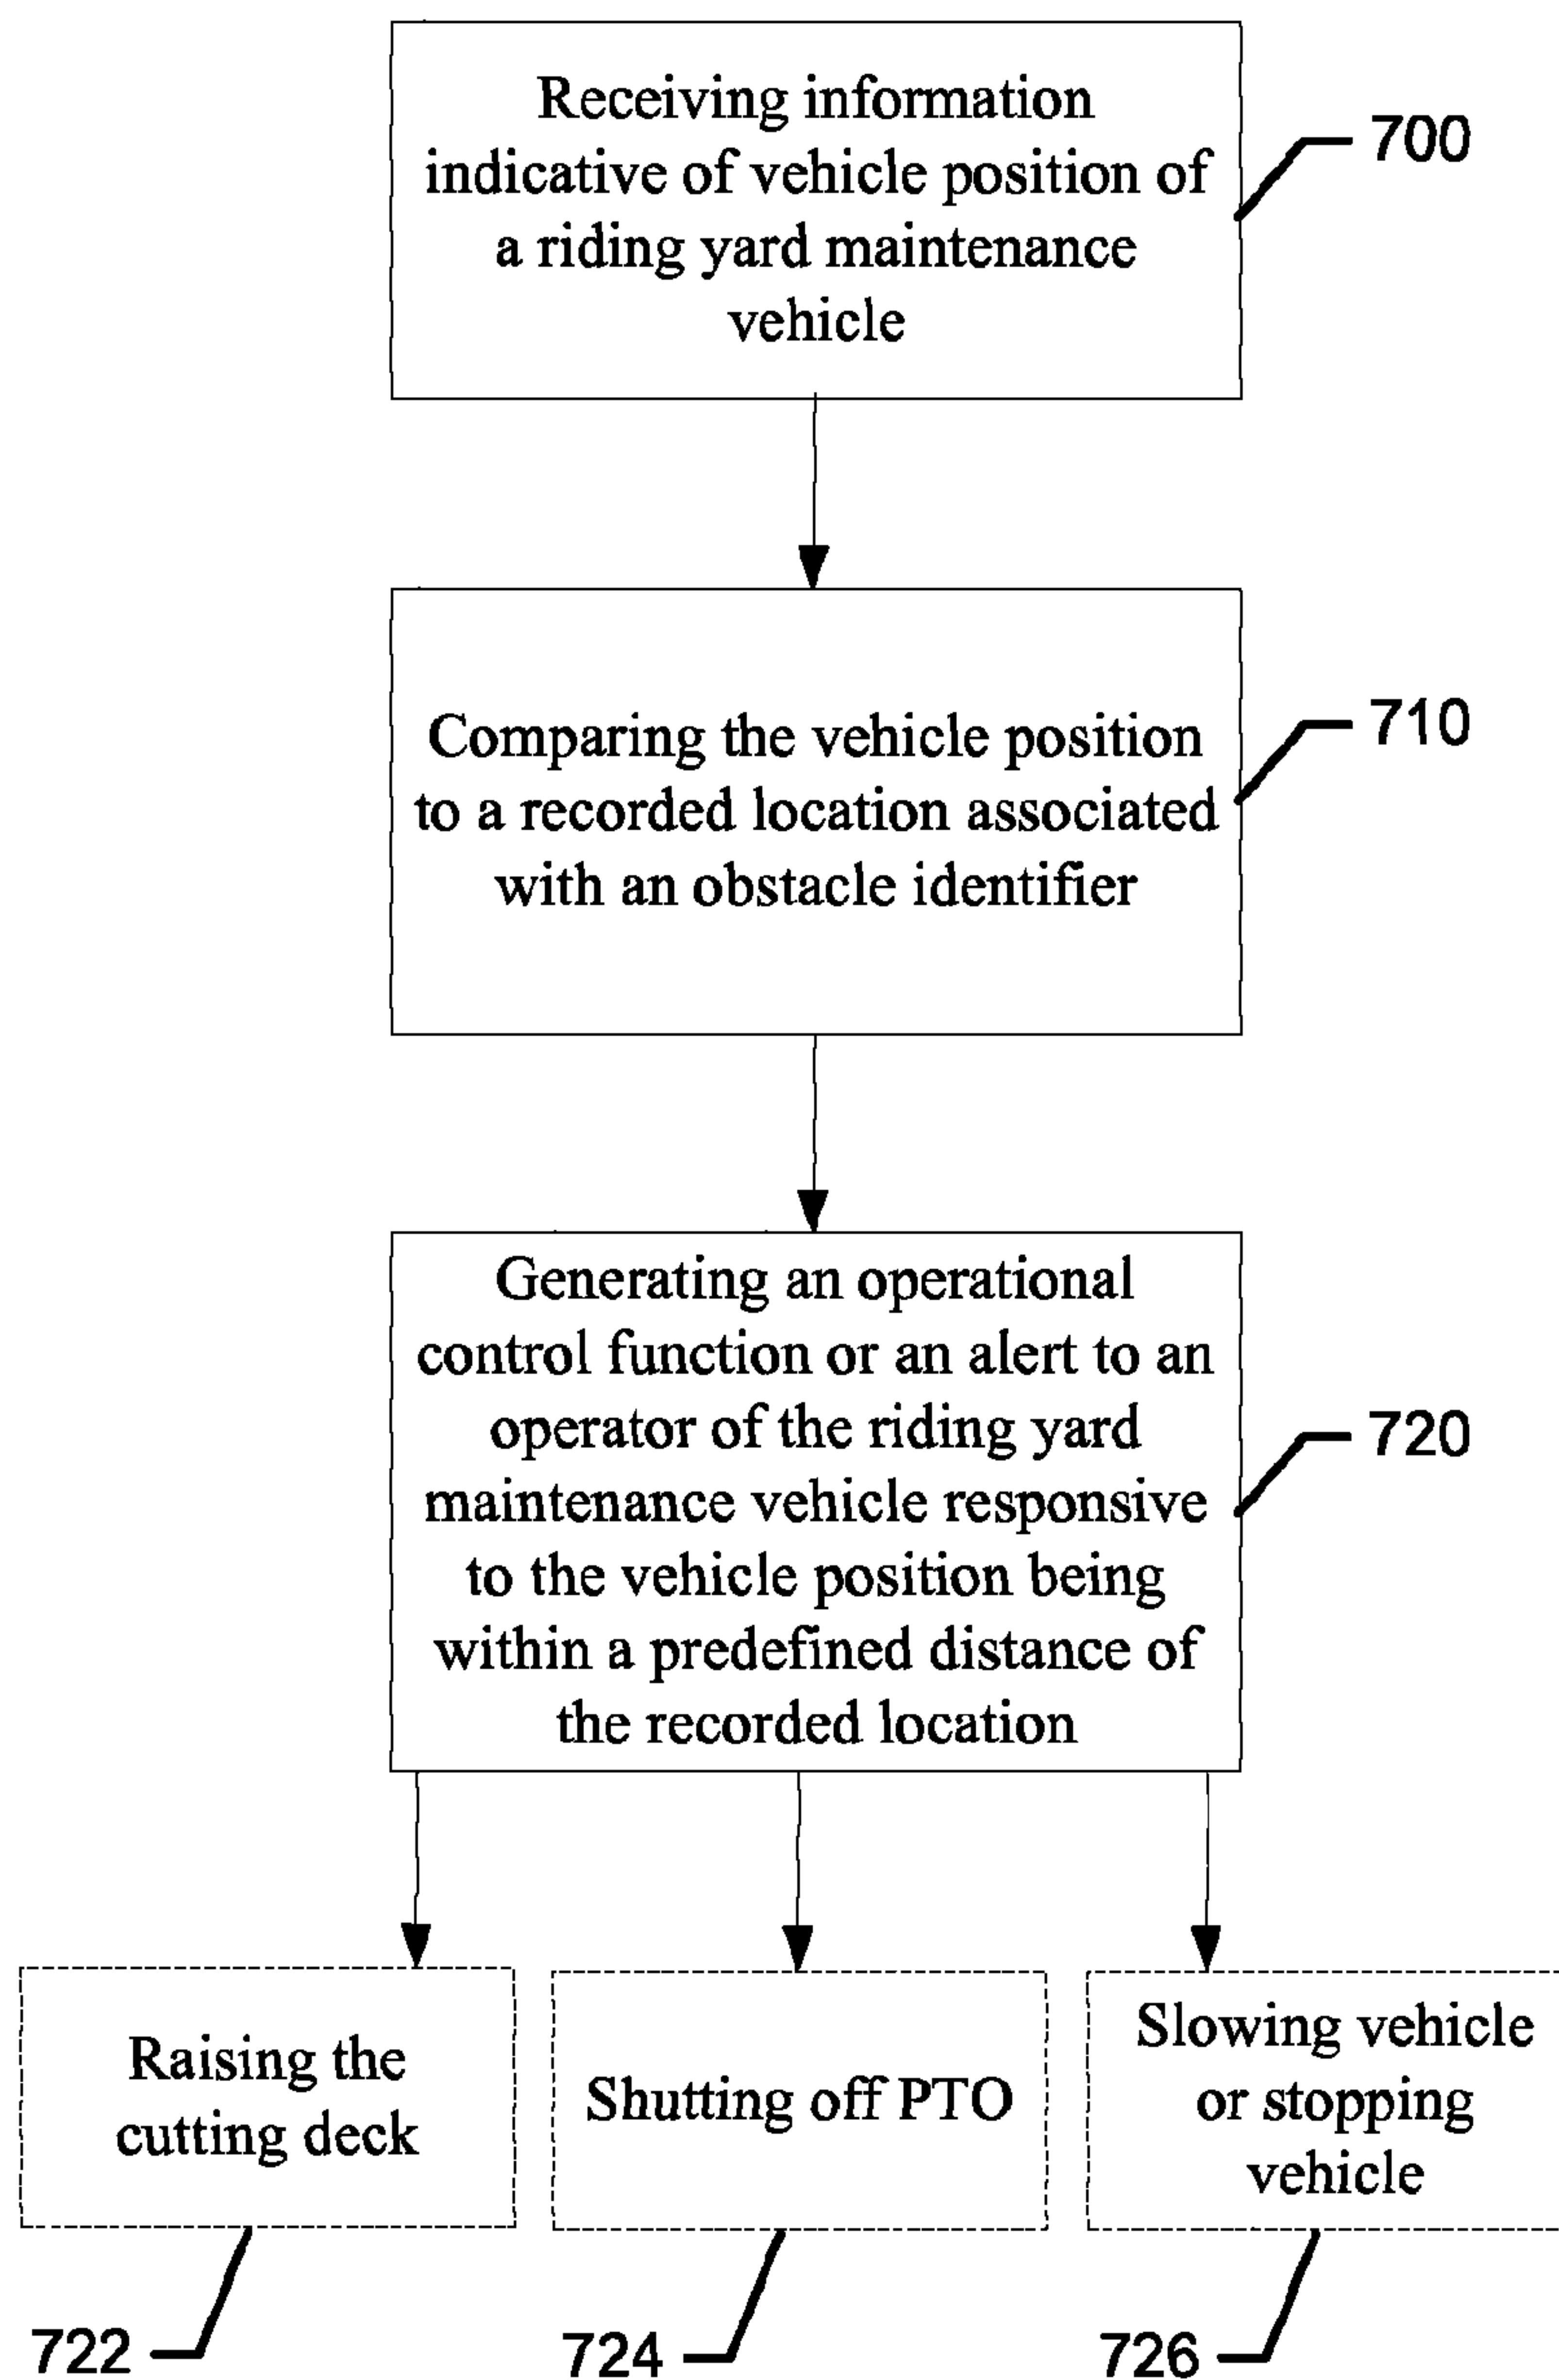 Receiving information
indicative of vehicle position of
a riding yard maintenance
vehicle
700
Comparing the vehicle position
to a recorded location associated
with an obstacle identifier
710
Generating an operational
control function or an alert to an
operator of the riding yard
maintenance vehicle responsive
to the vehicle position being
within a predefined distance of
the recorded location
720
Raising the
cutting deck
Shutting off PTO
Slowing vehicle
or stopping
vehicle
722
724
726